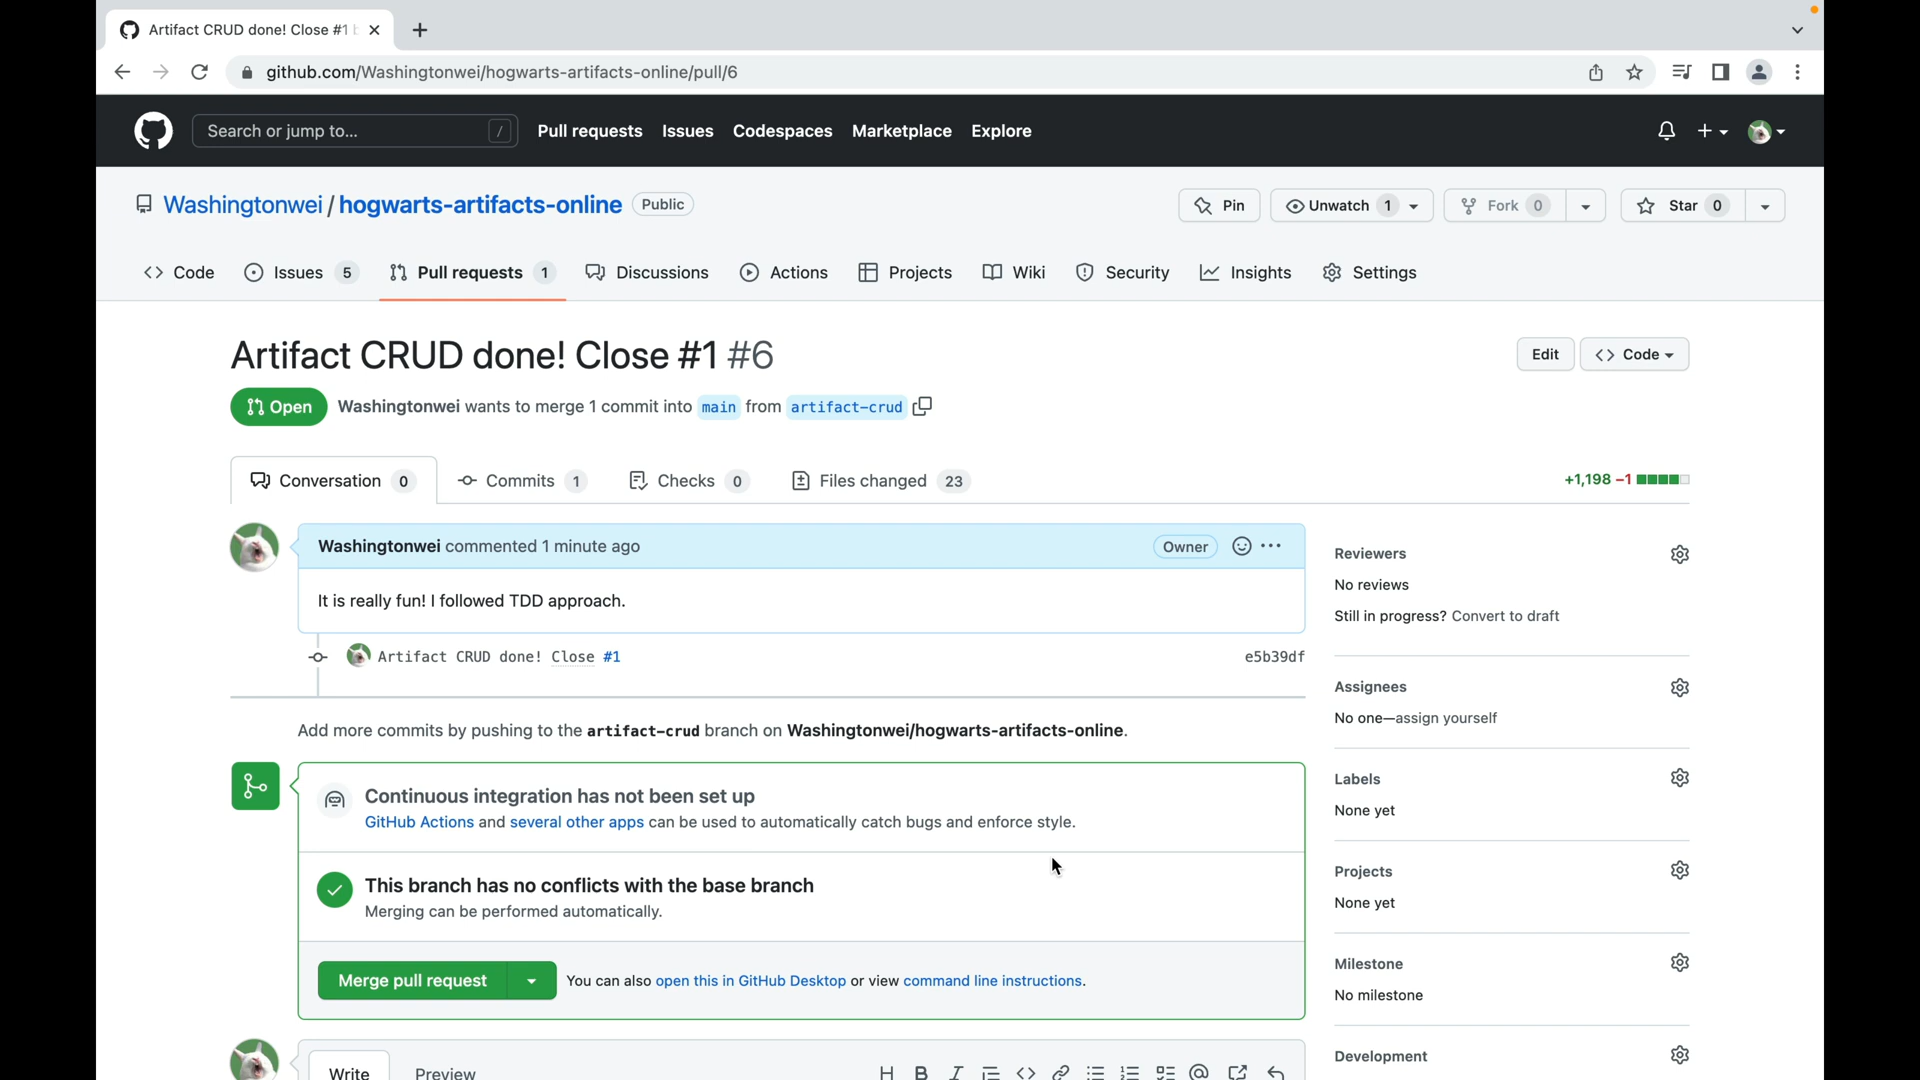 Artifact CRUD done! Close #1
github.com/Washingtonwei/hogwarts-artifacts-online/pull/6
Search or jump to... / Pull requests Issues Codespaces Marketplace Explore
Washingtonwei / hogwarts-artifacts-online Public Pin Unwatch 1 Fork 0 Star 0
Code Issues 5 Pull requests 1 Discussions Actions Projects Wiki Security Insights Settings
Artifact CRUD done! Close #1 #6 Edit Code
Open Washingtonwei wants to merge 1 commit into main from artifact-crud
Conversation 0 Commits 1 Checks 0 Files changed 23 +1,198 −1
Washingtonwei commented 1 minute ago Owner
It is really fun! I followed TDD approach.
Artifact CRUD done! Close #1 e5b39df
Add more commits by pushing to the artifact-crud branch on Washingtonwei/hogwarts-artifacts-online.
Continuous integration has not been set up
GitHub Actions and several other apps can be used to automatically catch bugs and enforce style.
This branch has no conflicts with the base branch
Merging can be performed automatically.
Merge pull request You can also open this in GitHub Desktop or view command line instructions.
Write Preview
Reviewers
No reviews
Still in progress? Convert to draft
Assignees
No one—assign yourself
Labels
None yet
Projects
None yet
Milestone
No milestone
Development